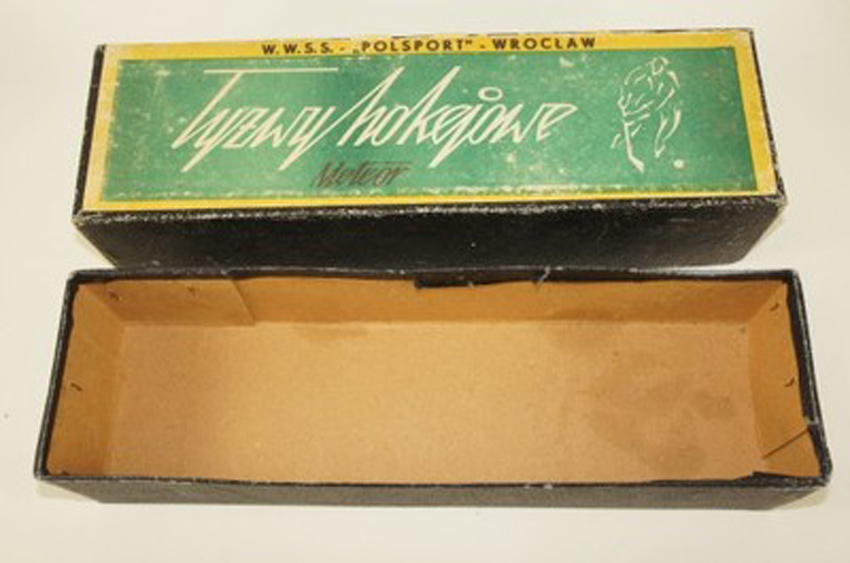 W.W.S.S. - „POLSPORT" - WROCŁAW
Łyżwy hokejowe
Meteor